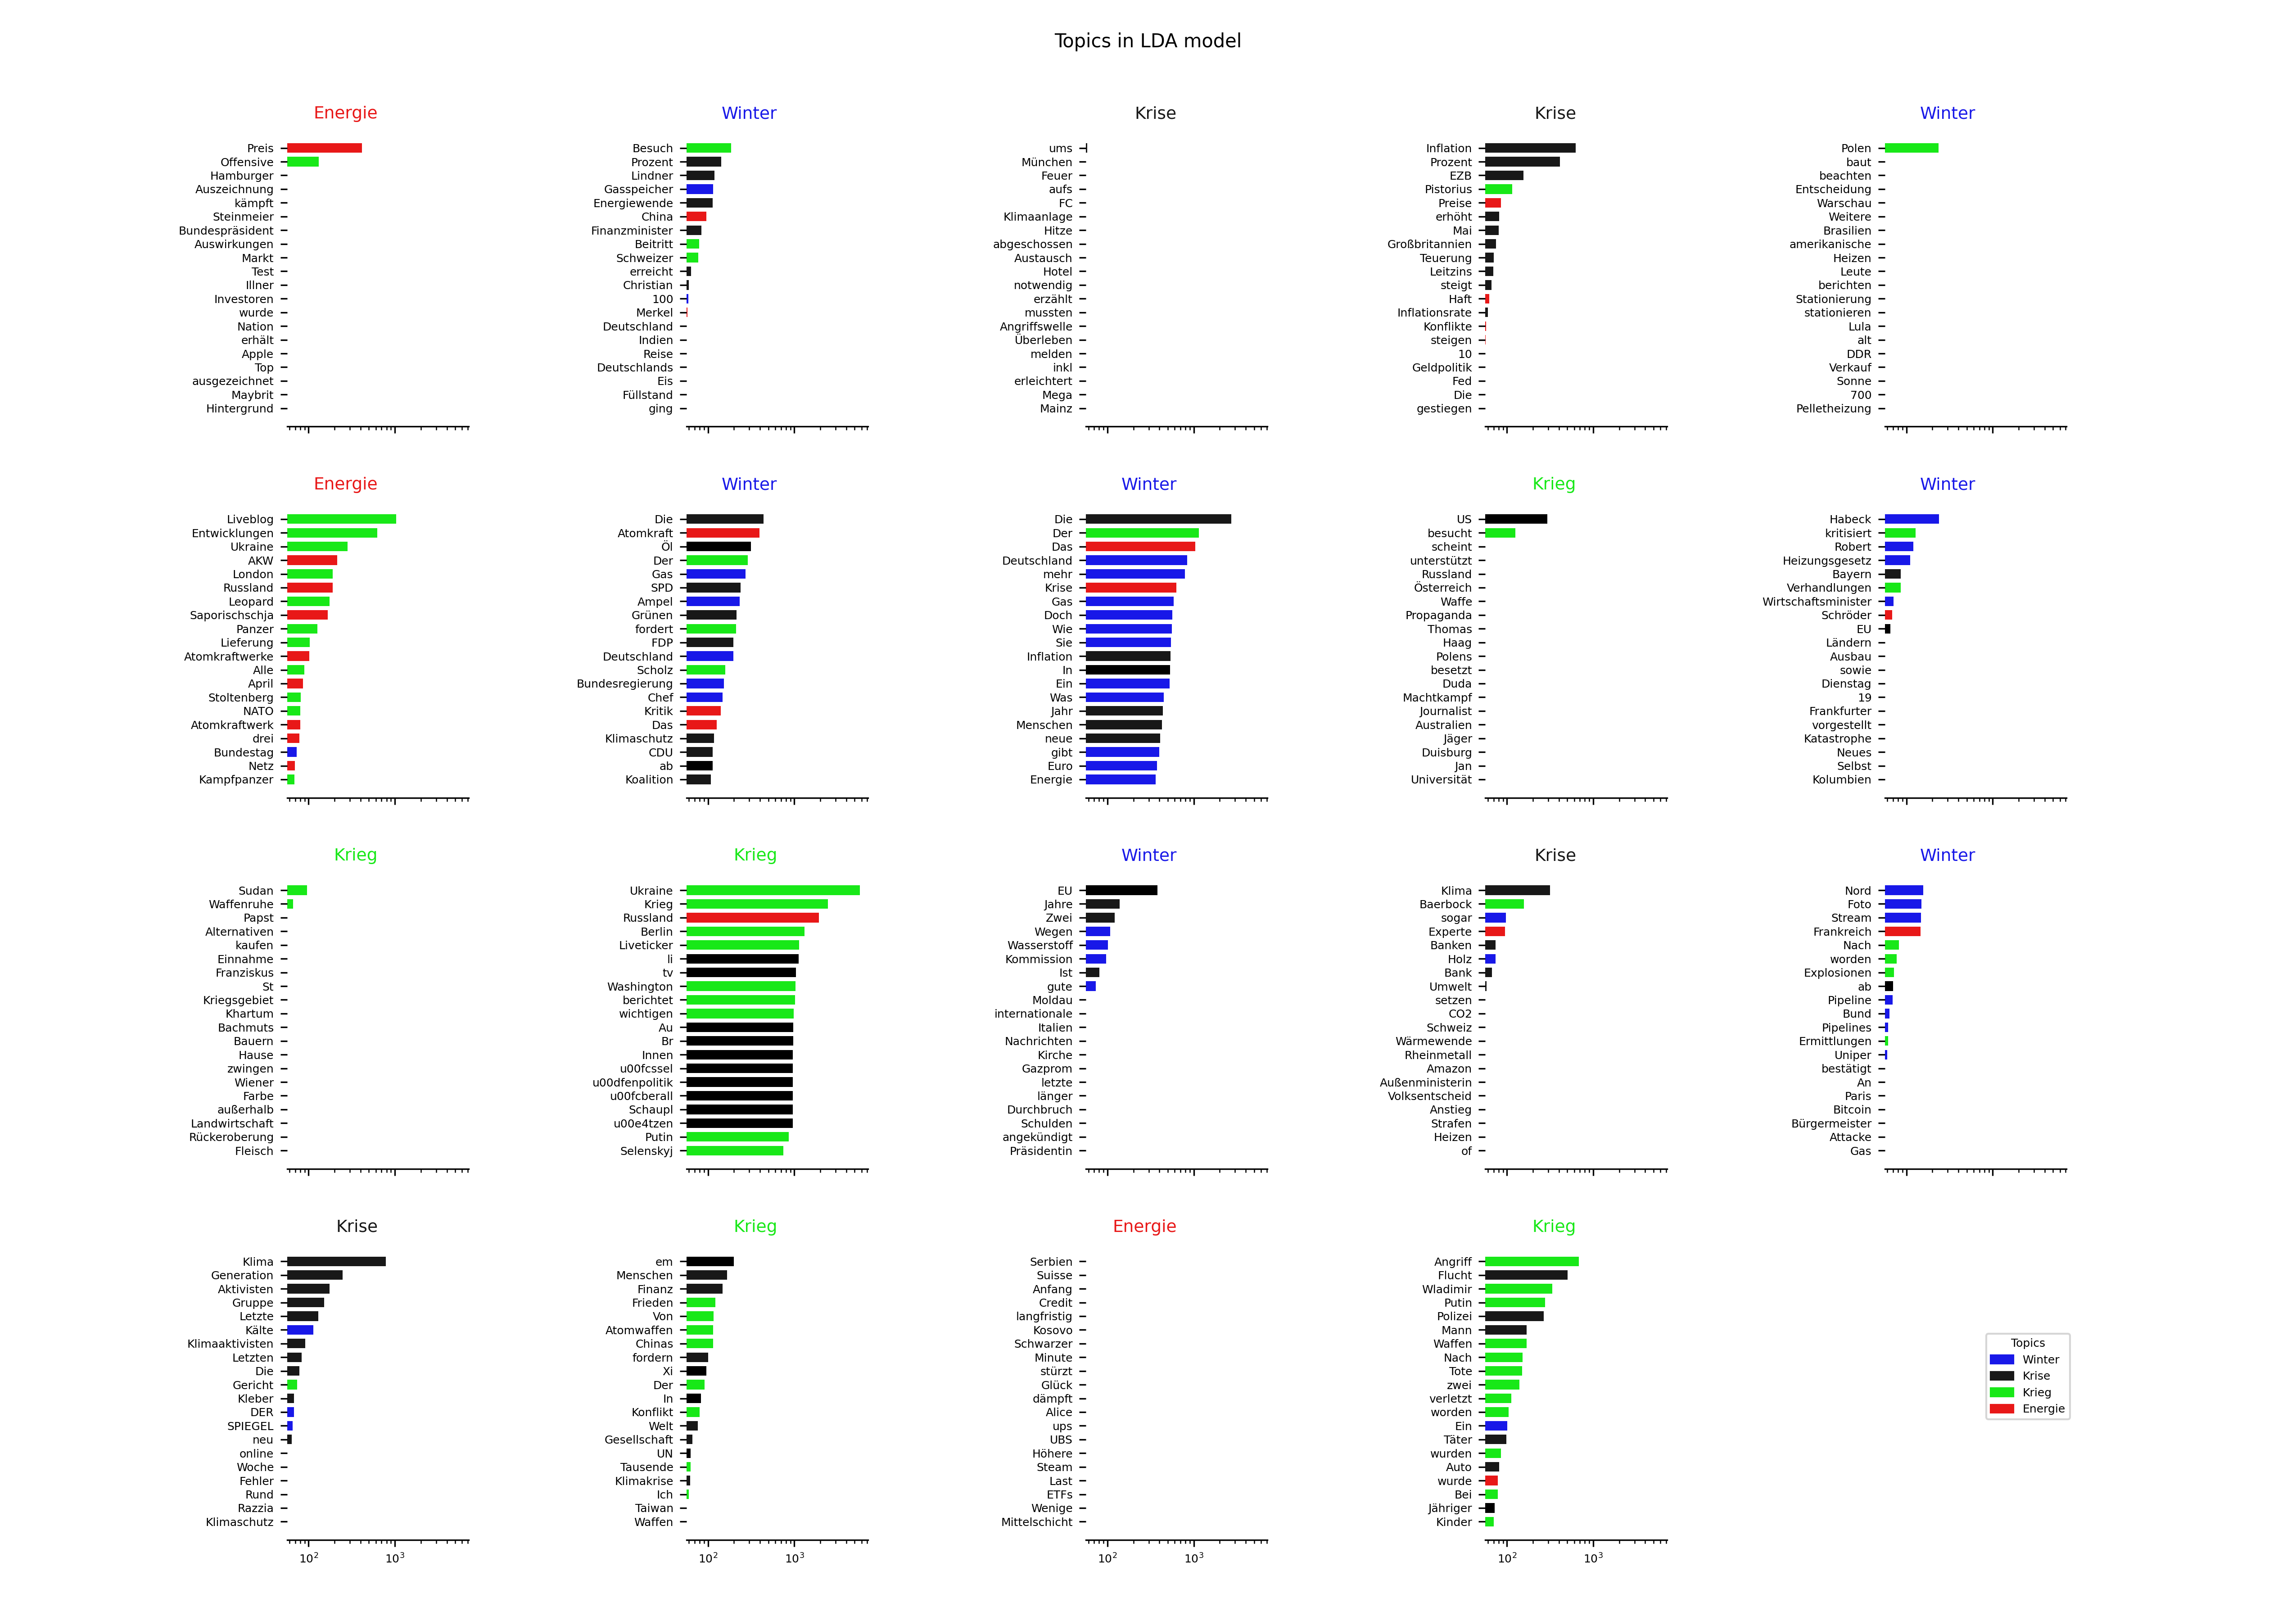 Topics in LDA model
Energie
Preis
Offensive
Hamburger
Auszeichnung
kämpft
Steinmeier
Bundespräsident
Auswirkungen
Markt
Test
Illner
Investoren
wurde
Nation
erhält
Apple
Top
ausgezeichnet
Maybrit
Hintergrund
Winter
Besuch
Prozent
Lindner
Gasspeicher
Energiewende
China
Finanzminister
Beitritt
Schweizer
erreicht
Christian
100
Merkel
Deutschland
Indien
Reise
Deutschlands
Eis
Füllstand
ging
Krise
ums
München
Feuer
aufs
FC
Klimaanlage
Hitze
abgeschossen
Austausch
Hotel
notwendig
erzählt
mussten
Angriffswelle
Überleben
melden
inkl
erleichtert
Mega
Mainz
Krise
Inflation
Prozent
EZB
Pistorius
Preise
erhöht
Mai
Großbritannien
Teuerung
Leitzins
steigt
Haft
Inflationsrate
Konflikte
steigen
10
Geldpolitik
Fed
Die
gestiegen
Winter
Polen
baut
beachten
Entscheidung
Warschau
Weitere
Brasilien
amerikanische
Heizen
Leute
berichten
Stationierung
stationieren
Lula
alt
DDR
Verkauf
Sonne
700
Pelletheizung
Energie
Liveblog
Entwicklungen
Ukraine
AKW
London
Russland
Leopard
Saporischschja
Panzer
Lieferung
Atomkraftwerke
Alle
April
Stoltenberg
NATO
Atomkraftwerk
drei
Bundestag
Netz
Kampfpanzer
Winter
Die
Atomkraft
Öl
Der
Gas
SPD
Ampel
Grünen
fordert
FDP
Deutschland
Scholz
Bundesregierung
Chef
Kritik
Das
Klimaschutz
CDU
ab
Koalition
Winter
Die
Der
Das
Deutschland
mehr
Krise
Gas
Doch
Wie
Sie
Inflation
In
Ein
Was
Jahr
Menschen
neue
gibt
Euro
Energie
Krieg
US
besucht
scheint
unterstützt
Russland
Österreich
Waffe
Propaganda
Thomas
Haag
Polens
besetzt
Duda
Machtkampf
Journalist
Australien
Jäger
Duisburg
Jan
Universität
Winter
Habeck
kritisiert
Robert
Heizungsgesetz
Bayern
Verhandlungen
Wirtschaftsminister
Schröder
EU
Ländern
Ausbau
sowie
Dienstag
19
Frankfurter
vorgestellt
Katastrophe
Neues
Selbst
Kolumbien
Krieg
Sudan
Waffenruhe
Papst
Alternativen
kaufen
Einnahme
Franziskus
St
Kriegsgebiet
Khartum
Bachmuts
Bauern
Hause
zwingen
Wiener
Farbe
außerhalb
Landwirtschaft
Rückeroberung
Fleisch
Krieg
Ukraine
Krieg
Russland
Berlin
Liveticker
li
tv
Washington
berichtet
wichtigen
Au
Br
Innen
u00fcssel
u00dfenpolitik
u00fcberall
Schaupl
u00e4tzen
Putin
Selenskyj
Winter
EU
Jahre
Zwei
Wegen
Wasserstoff
Kommission
Ist
gute
Moldau
internationale
Italien
Nachrichten
Kirche
Gazprom
letzte
länger
Durchbruch
Schulden
angekündigt
Präsidentin
Krise
Klima
Baerbock
sogar
Experte
Banken
Holz
Bank
Umwelt
setzen
CO2
Schweiz
Wärmewende
Rheinmetall
Amazon
Außenministerin
Volksentscheid
Anstieg
Strafen
Heizen
of
Winter
Nord
Foto
Stream
Frankreich
Nach
worden
Explosionen
ab
Pipeline
Bund
Pipelines
Ermittlungen
Uniper
bestätigt
An
Paris
Bitcoin
Bürgermeister
Attacke
Gas
Krise
Klima
Generation
Aktivisten
Gruppe
Letzte
Kälte
Klimaaktivisten
Letzten
Die
Gericht
Kleber
DER
SPIEGEL
neu
online
Woche
Fehler
Rund
Razzia
Klimaschutz
10² 10³
Krieg
em
Menschen
Finanz
Frieden
Von
Atomwaffen
Chinas
fordern
Xi
Der
In
Konflikt
Welt
Gesellschaft
UN
Tausende
Klimakrise
Ich
Taiwan
Waffen
10² 10³
Energie
Serbien
Suisse
Anfang
Credit
langfristig
Kosovo
Schwarzer
Minute
stürzt
Glück
dämpft
Alice
ups
UBS
Höhere
Steam
Last
ETFs
Wenige
Mittelschicht
10² 10³
Krieg
Angriff
Flucht
Wladimir
Putin
Polizei
Mann
Waffen
Nach
Tote
zwei
verletzt
worden
Ein
Täter
wurden
Auto
wurde
Bei
Jähriger
Kinder
10² 10³
Topics
Winter
Krise
Krieg
Energie